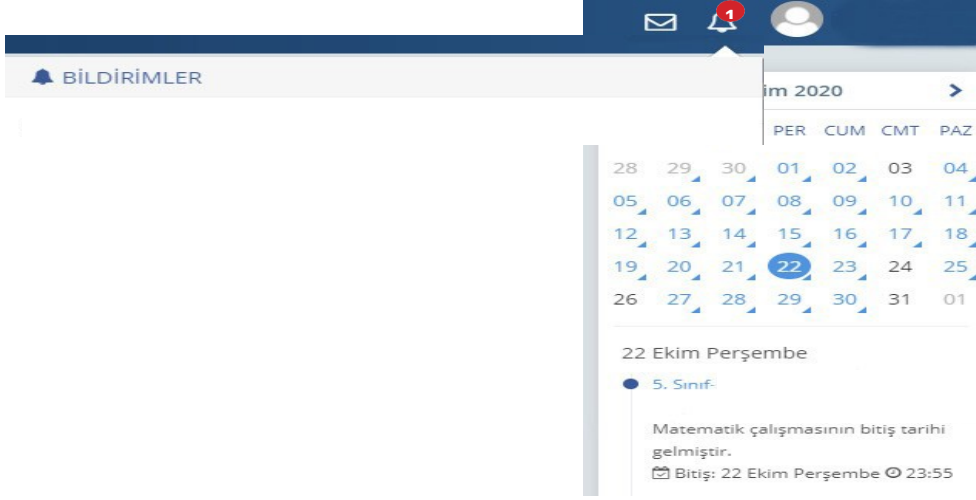 1
BİLDİRİMLER
im 2020 >
PER CUM CMT PAZ
28 29 30 01 02 03 04
05 06 07 08 09 10 11
12 13 14 15 16 17 18
19 20 21 22 23 24 25
26 27 28 29 30 31 01
22 Ekim Perşembe
5. Sınıf-
Matematik çalışmasının bitiş tarihi
gelmiştir.
Bitiş: 22 Ekim Perşembe 23:55